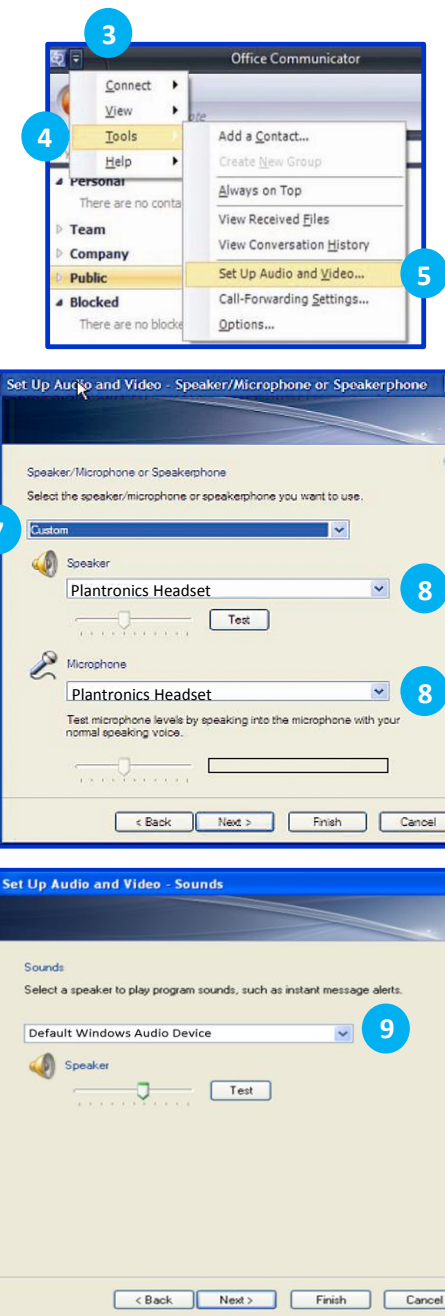 3
Office Communicator
Connect
View
4
Tools
Help
Add a Contact...
Create New Group
Always on Top
View Received Files
View Conversation History
Set Up Audio and Video...
5
Call-Forwarding Settings...
Options...
Personal
There are no conta
Team
Company
Public
Blocked
There are no blocke
Set Up Audio and Video - Speaker/Microphone or Speakerphone
Speaker/Microphone or Speakerphone
Select the speaker/microphone or speakerphone you want to use.
7
Custom
Speaker
Plantronics Headset
8
Test
Microphone
Plantronics Headset
8
Test microphone levels by speaking into the microphone with your
normal speaking voice.
< Back Next > Finish Cancel
Set Up Audio and Video - Sounds
Sounds
Select a speaker to play program sounds, such as instant message alerts.
Default Windows Audio Device
9
Speaker
Test
< Back Next > Finish Cancel